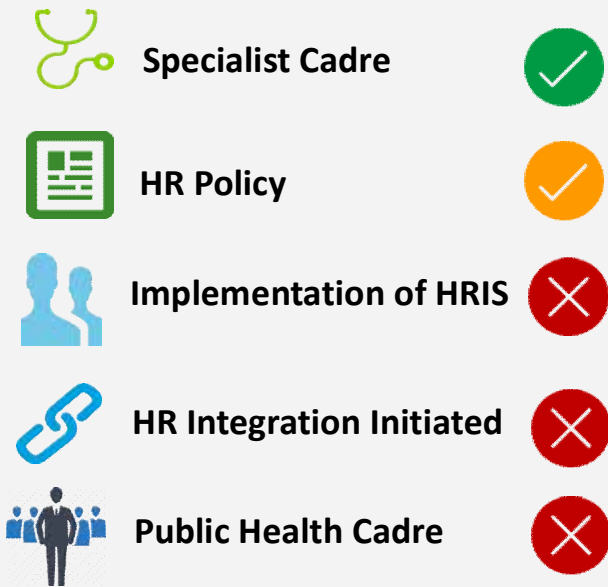 Specialist Cadre
HR Policy
Implementation of HRIS
HR Integration Initiated
Public Health Cadre